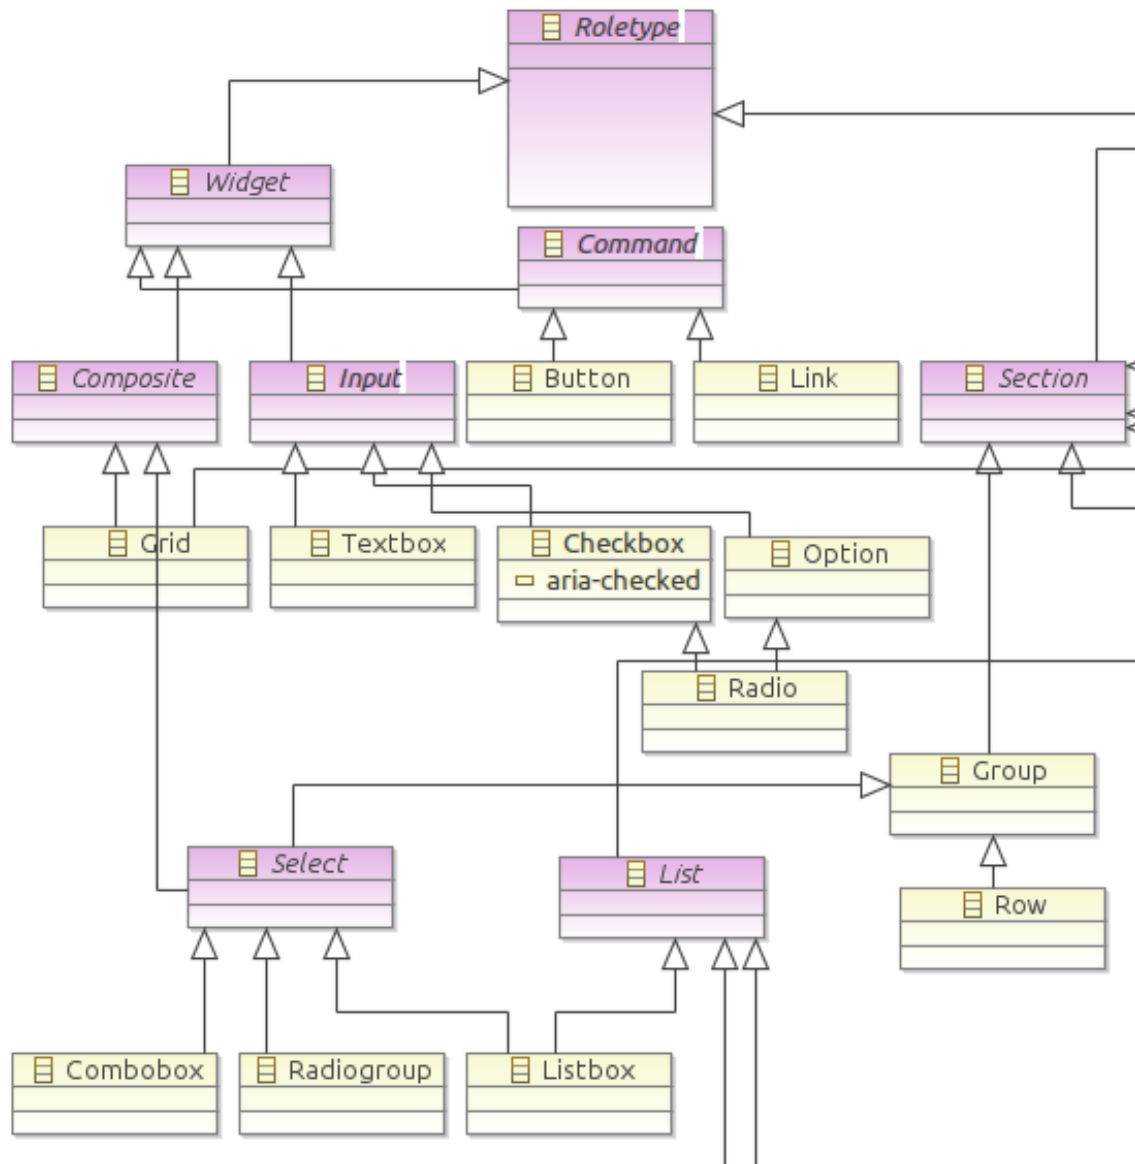 Roletype
Widget
Command
Composite
Input
Button
Link
Section
Grid
Textbox
Checkbox
aria-checked
Option
Radio
Group
Select
List
Row
Combobox
Radiogroup
Listbox